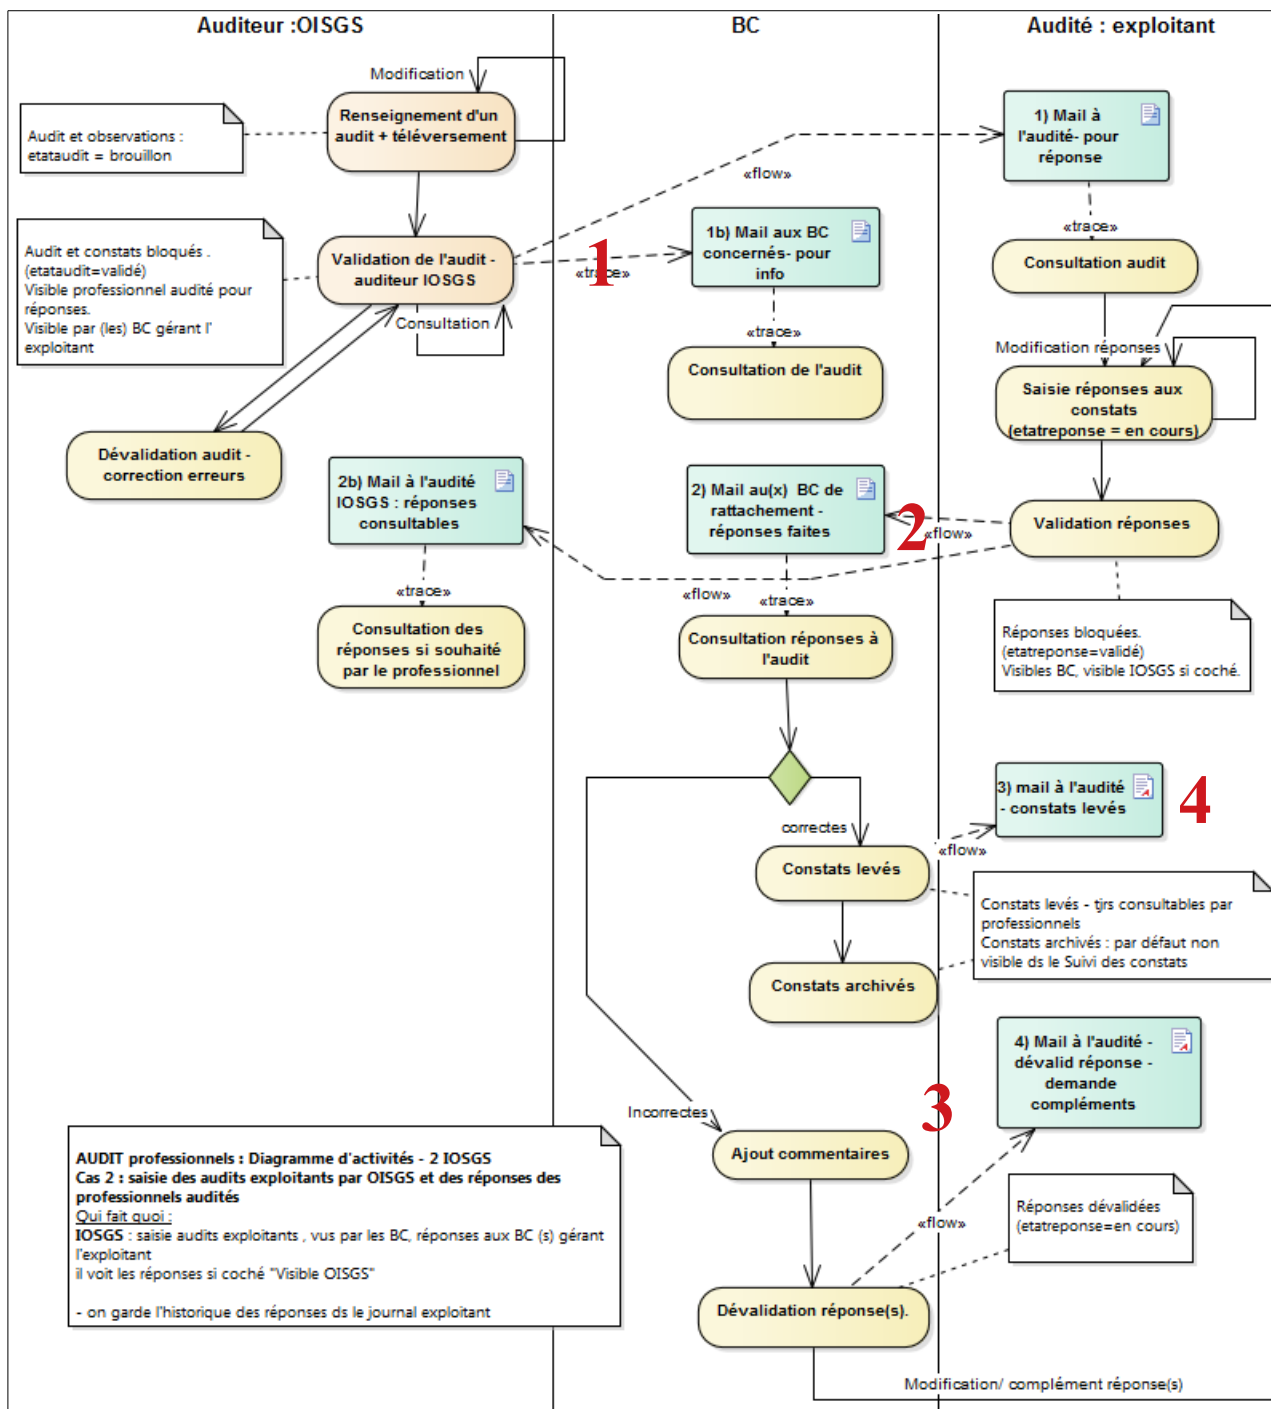 Auditeur :OISGS
BC
Audité : exploitant
Modification
Renseignement d'un
audit + téléversement
Audit et observations :
etataudit = brouillon
1) Mail à
l'audité- pour
réponse
«flow»
«trace»
Audit et constats bloqués .
(etataudit=validé)
Visible professionnel audité pour
réponses.
Visible par (les) BC gérant l'
exploitant
Validation de l'audit -
auditeur IOSGS
1
«trace»
1b) Mail aux BC
concernés- pour
info
Consultation audit
Consultation
«trace»
Modification réponses
Consultation de l'audit
Saisie réponses aux
constats
(etatreponse = en cours)
Dévalidation audit -
correction erreurs
2b) Mail à l'audité
IOSGS : réponses
consultables
2) Mail au(x) BC de
rattachement -
réponses faites
2
«flow»
Validation réponses
«trace»
«flow»
«trace»
Consultation des
réponses si souhaité
par le professionnel
Consultation réponses à
l'audit
Réponses bloquées.
(etatreponse=validé)
Visibles BC, visible IOSGS si coché.
3) mail à l'audité
- constats levés
4
correctes
«flow»
Constats levés
Constats levés - tjrs consultables par
professionnels
Constats archivés : par défaut non
visible ds le Suivi des constats
Constats archivés
4) Mail à l'audité -
dévalid réponse -
demande
compléments
3
Incorrectes
Ajout commentaires
AUDIT professionnels : Diagramme d'activités - 2 IOSGS
Cas 2 : saisie des audits exploitants par OISGS et des réponses des
professionnels audités
Qui fait quoi :
IOSGS : saisie audits exploitants , vus par les BC, réponses aux BC (s) gérant
l'exploitant
il voit les réponses si coché "Visible OISGS"
- on garde l'historique des réponses ds le journal exploitant
«flow»
Réponses dévalidées
(etatreponse=en cours)
Dévalidation réponse(s).
Modification/ complément réponse(s)